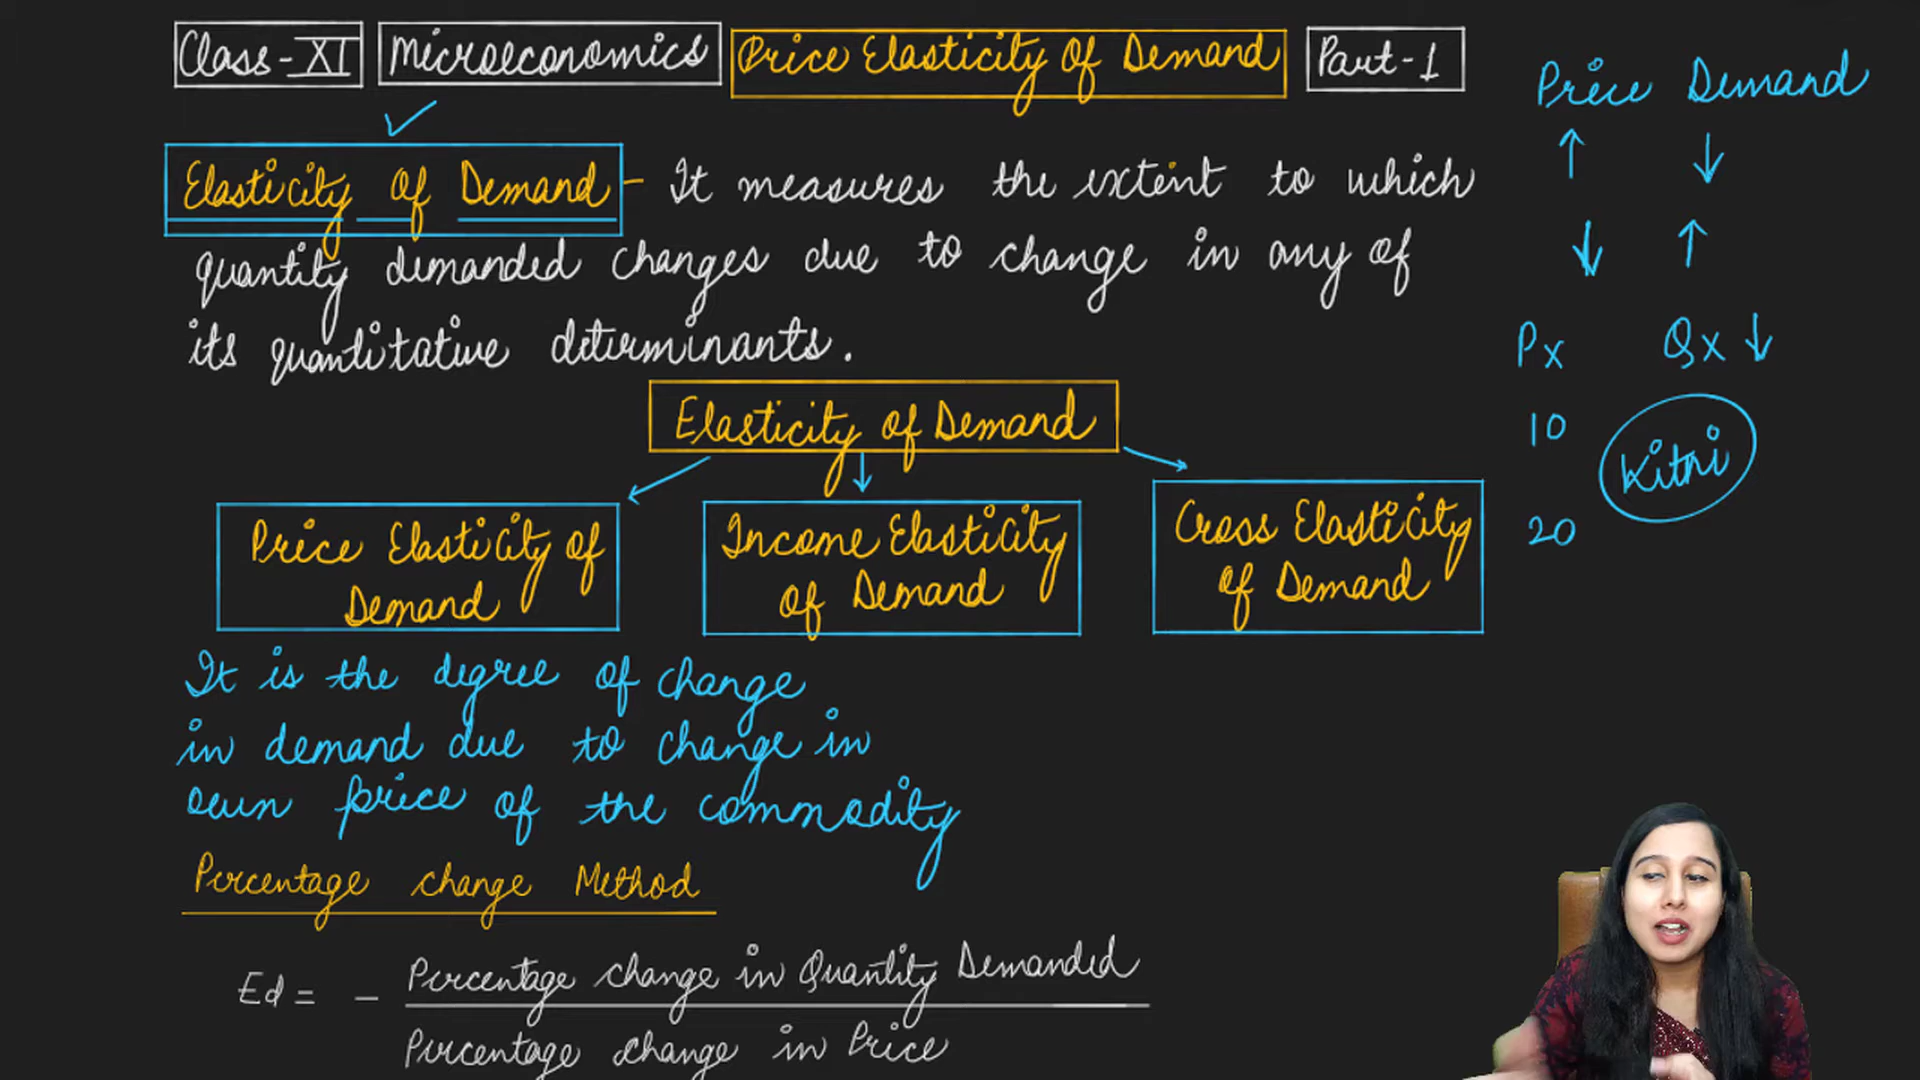 Class-XI Microeconomics Price Elasticity Of Demand Part-1
Elasticity Of Demand - It measures the extent to which
quantity demanded changes due to change in any of
its quantitative determinants.
Elasticity of Demand
Price Elasticity of
Demand
Income Elasticity
of Demand
Cross Elasticity
of Demand
It is the degree of change
in demand due to change in
own price of the commodity
Percentage change Method
Ed = - Percentage change in Quantity Demanded
Percentage change in Price
Price Demand
↑ ↓
↓ ↑
Px Qx ↓
10
Kitni
20